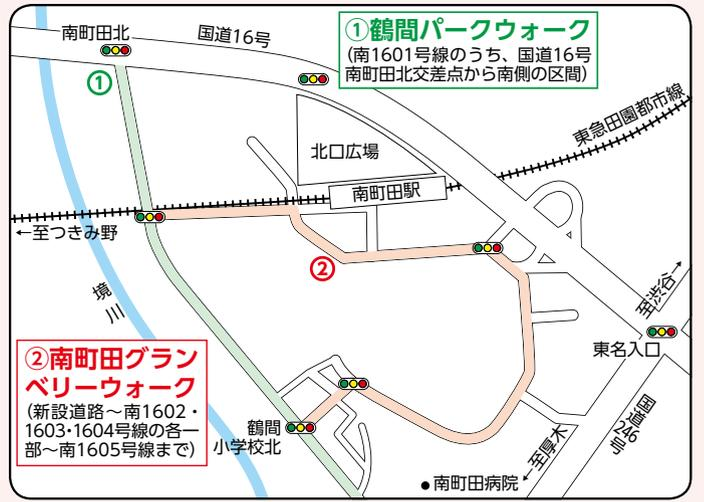 ①鶴間パークウォーク
(南1601号線のうち、国道16号
南町田北交差点から南側の区間)
南町田北
国道16号
①
北口広場
東急田園都市線
南町田駅
←至つきみ野
②
境川
至渋谷→
東名入口
②南町田グラン
ベリーウォーク
(新設道路～南1602・
1603・1604号線の各一
部～南1605号線まで)
鶴間
小学校北
国道246号
←至厚木
●南町田病院